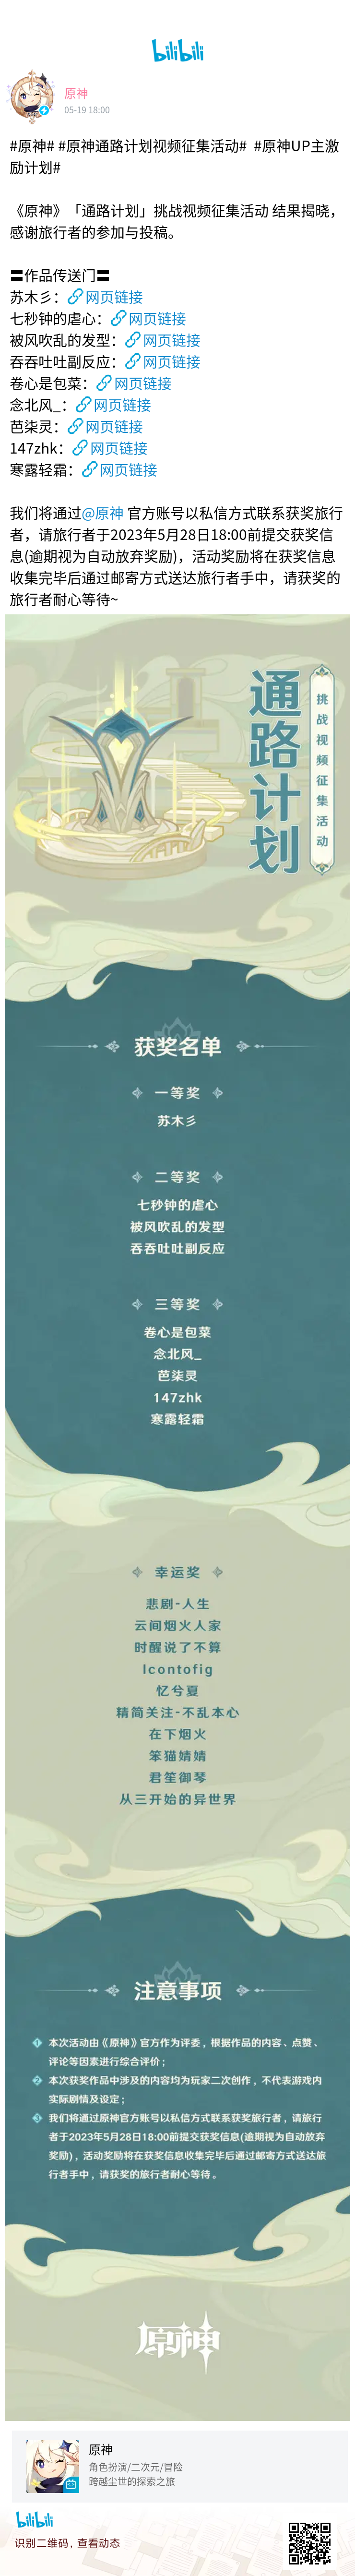 bilibili
原神
05-19 18:00
#原神# #原神通路计划视频征集活动# #原神UP主激
励计划#
《原神》「通路计划」挑战视频征集活动 结果揭晓,
感谢旅行者的参加与投稿。
〓作品传送门〓
苏木彡：网页链接
七秒钟的虐心：网页链接
被风吹乱的发型：网页链接
吞吞吐吐副反应：网页链接
卷心是包菜：网页链接
念北风_：网页链接
芭柒灵：网页链接
147zhk：网页链接
寒露轻霜：网页链接
我们将通过@原神 官方账号以私信方式联系获奖旅行
者，请旅行者于2023年5月28日18:00前提交获奖信
息(逾期视为自动放弃奖励)，活动奖励将在获奖信息
收集完毕后通过邮寄方式送达旅行者手中，请获奖的
旅行者耐心等待~
通路计划
挑战视频征集活动
获奖名单
一等奖
苏木彡
二等奖
七秒钟的虐心
被风吹乱的发型
吞吞吐吐副反应
三等奖
卷心是包菜
念北风_
芭柒灵
147zhk
寒露轻霜
幸运奖
悲剧-人生
云间烟火人家
时醒说了不算
Icontofig
忆兮夏
精简关注-不乱本心
在下烟火
笨猫婧婧
君笙御琴
从三开始的异世界
注意事项
1 本次活动由《原神》官方作为评委，根据作品的内容、点赞、
评论等因素进行综合评价；
2 本次获奖作品中涉及的内容均为玩家二次创作，不代表游戏内
实际剧情及设定；
3 我们将通过原神官方账号以私信方式联系获奖旅行者，请旅行
者于2023年5月28日18:00前提交获奖信息(逾期视为自动放弃
奖励)，活动奖励将在获奖信息收集完毕后通过邮寄方式送达旅
行者手中，请获奖的旅行者耐心等待。
原神
原神
角色扮演/二次元/冒险
跨越尘世的探索之旅
bilibili
识别二维码，查看动态